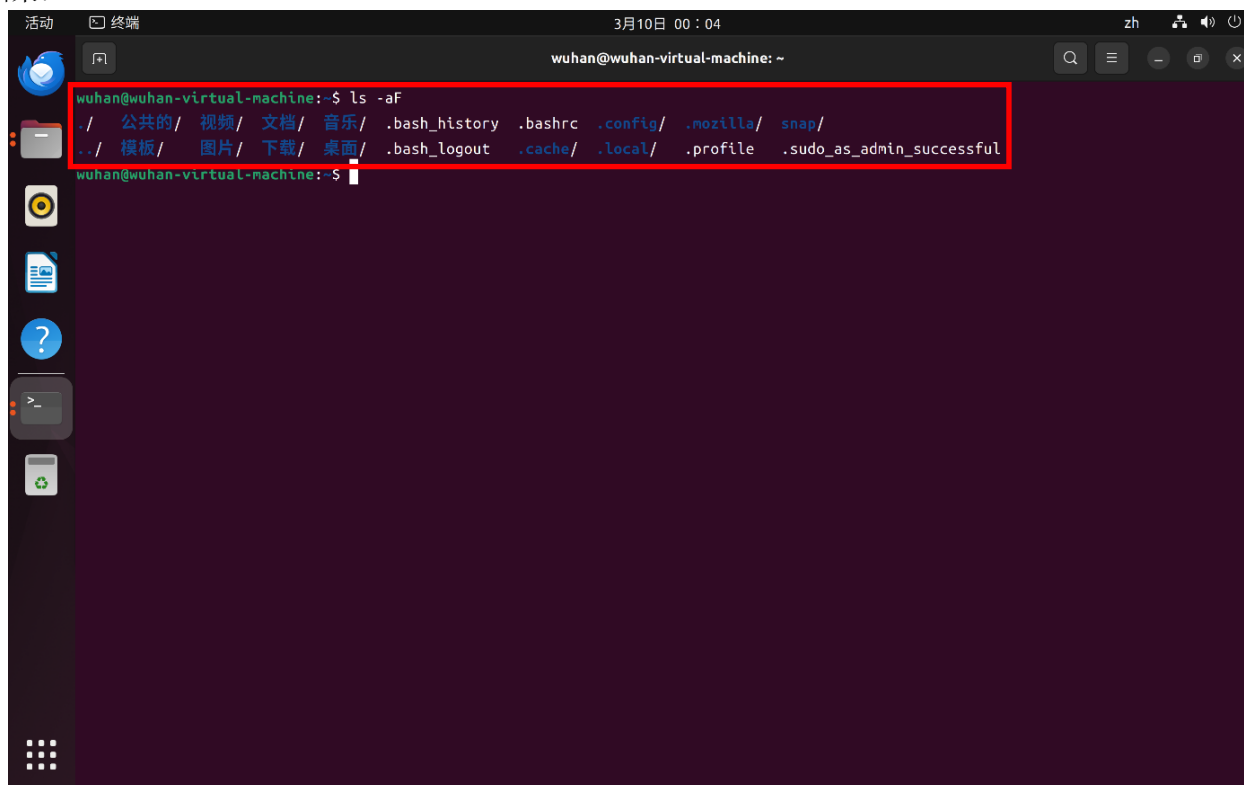 活动 终端 3月10日 00：04 zh
wuhan@wuhan-virtual-machine: ~
wuhan@wuhan-virtual-machine:~$ ls -aF
./ 公共的/ 视频/ 文档/ 音乐/ .bash_history .bashrc .config/ .mozilla/ snap/
../ 模板/ 图片/ 下载/ 桌面/ .bash_logout .cache/ .local/ .profile .sudo_as_admin_successful
wuhan@wuhan-virtual-machine:~$